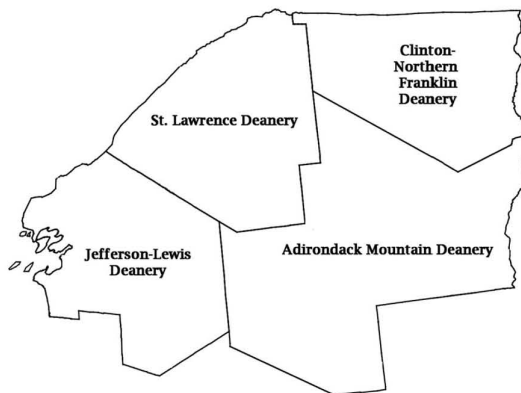 Clinton-
Northern
Franklin
Deanery
St. Lawrence Deanery
Jefferson-Lewis
Deanery
Adirondack Mountain Deanery